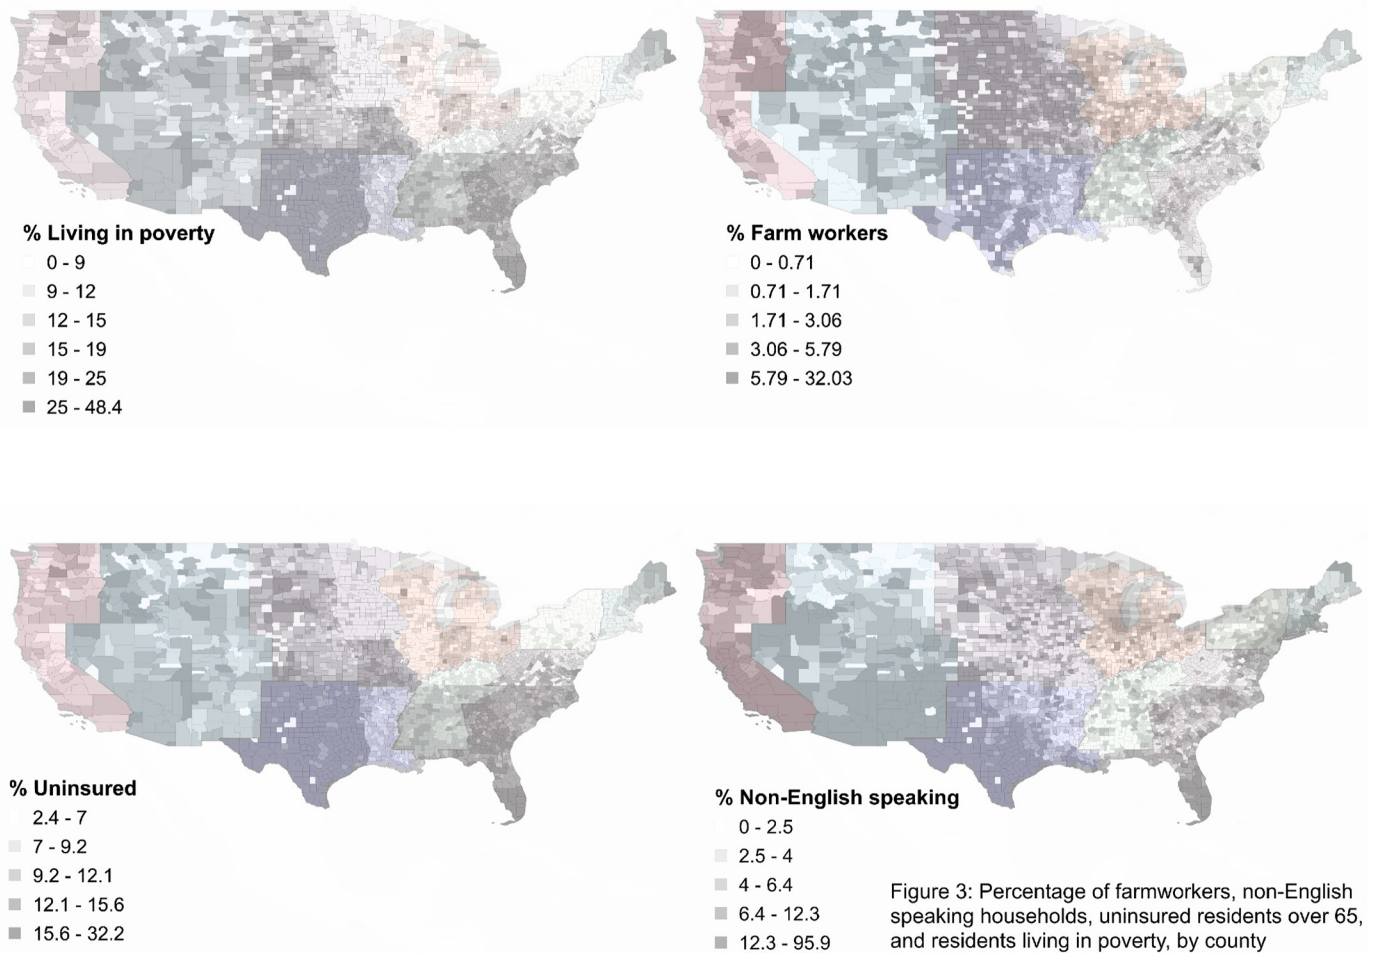 % Living in poverty
0 - 9
9 - 12
12 - 15
15 - 19
19 - 25
25 - 48.4
% Farm workers
0 - 0.71
0.71 - 1.71
1.71 - 3.06
3.06 - 5.79
5.79 - 32.03
% Uninsured
2.4 - 7
7 - 9.2
9.2 - 12.1
12.1 - 15.6
15.6 - 32.2
% Non-English speaking
0 - 2.5
2.5 - 4
4 - 6.4
6.4 - 12.3
12.3 - 95.9
Figure 3: Percentage of farmworkers, non-English
speaking households, uninsured residents over 65,
and residents living in poverty, by county